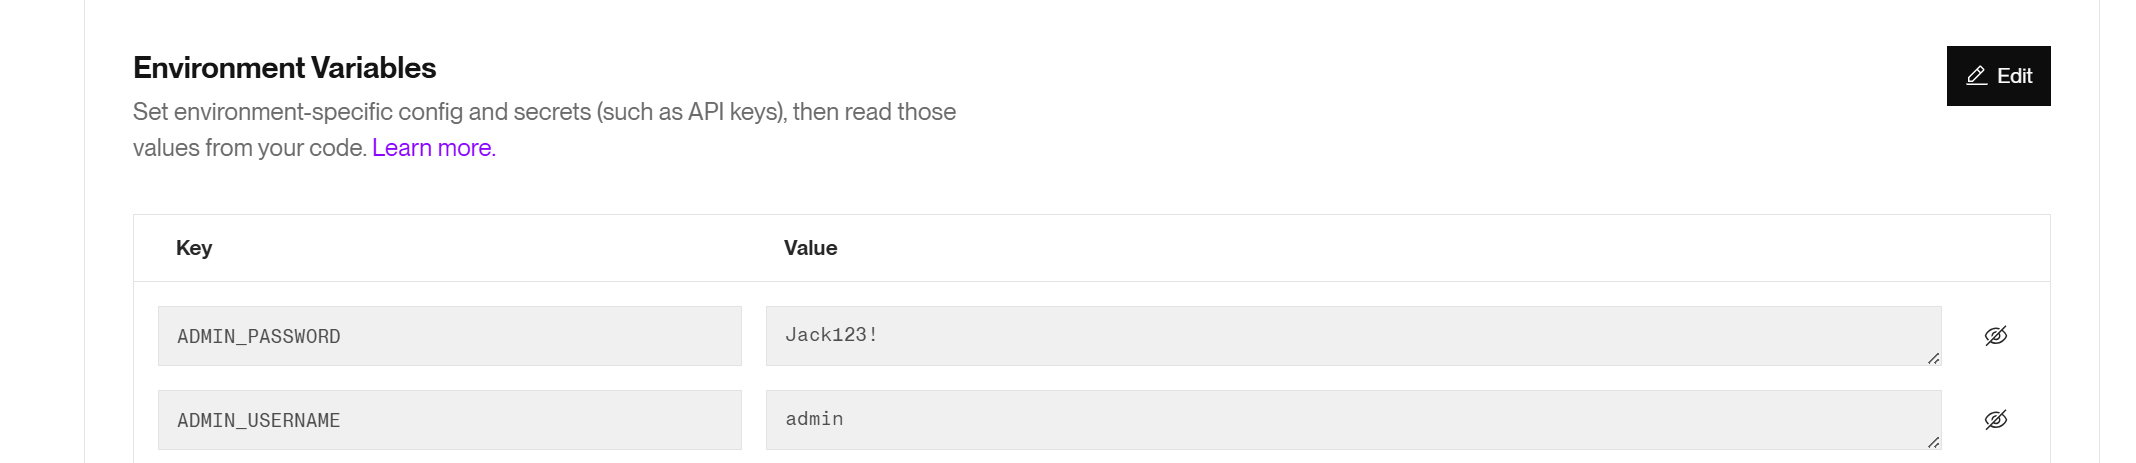 Environment Variables
Edit
Set environment-specific config and secrets (such as API keys), then read those
values from your code. Learn more.
Key Value
ADMIN_PASSWORD Jack123!
ADMIN_USERNAME admin